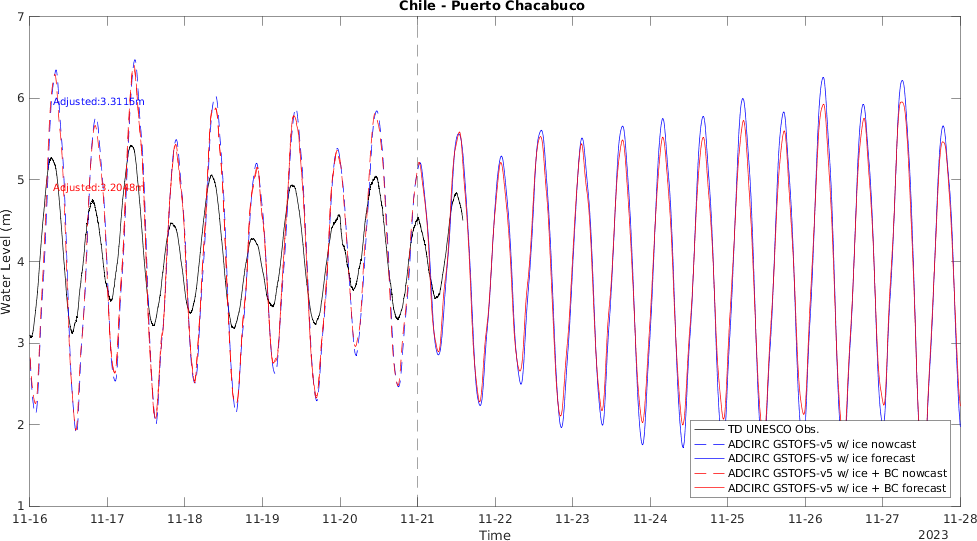 Chile - Puerto Chacabuco
7
6
5
4
3
2
1
Water Level (m)
Adjusted:3.3115m
Adjusted:3.2048m
TD UNESCO Obs.
ADCIRC GSTOFS-v5 w/ ice nowcast
ADCIRC GSTOFS-v5 w/ ice forecast
ADCIRC GSTOFS-v5 w/ ice + BC nowcast
ADCIRC GSTOFS-v5 w/ ice + BC forecast
11-16 11-17 11-18 11-19 11-20 11-21 11-22 11-23 11-24 11-25 11-26 11-27 11-28
Time
2023